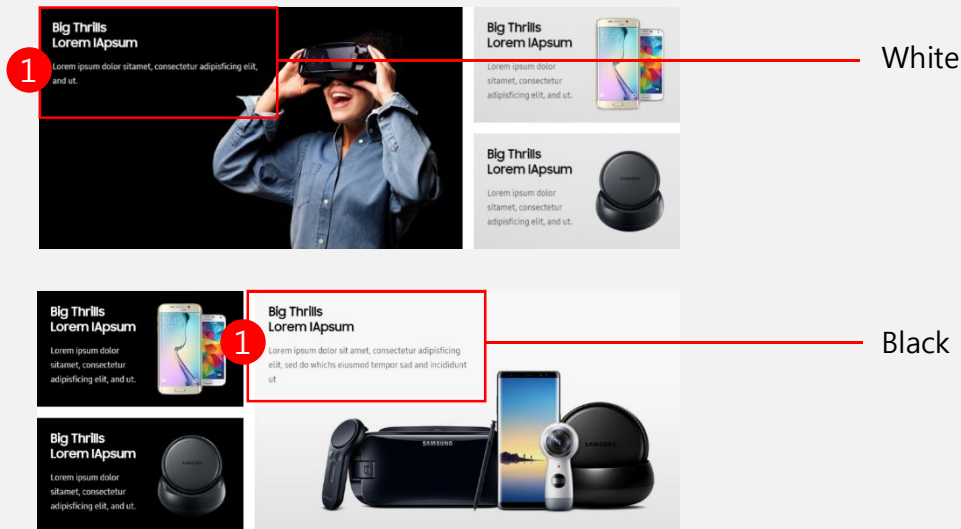 Big Thrills
Lorem IApsum
Lorem ipsum dolor sitamet, consectetur adipisficing elit,
and ut.
1
Big Thrills
Lorem IApsum
Lorem ipsum dolor
sitamet, consectetur
adipisficing elit, and ut.
White
Big Thrills
Lorem IApsum
Lorem ipsum dolor
sitamet, consectetur
adipisficing elit, and ut.
SAMSUNG
Big Thrills
Lorem IApsum
Lorem ipsum dolor
sitamet, consectetur
adipisficing elit, and ut.
1
Big Thrills
Lorem IApsum
Lorem ipsum dolor sit amet, consectetur adipisficing
elit, sed do whichs eiusmod tempor sad and incididunt
ut
Black
Big Thrills
Lorem IApsum
Lorem ipsum dolor
sitamet, consectetur
adipisficing elit, and ut.
SAMSUNG
SAMSUNG
SAMSUNG